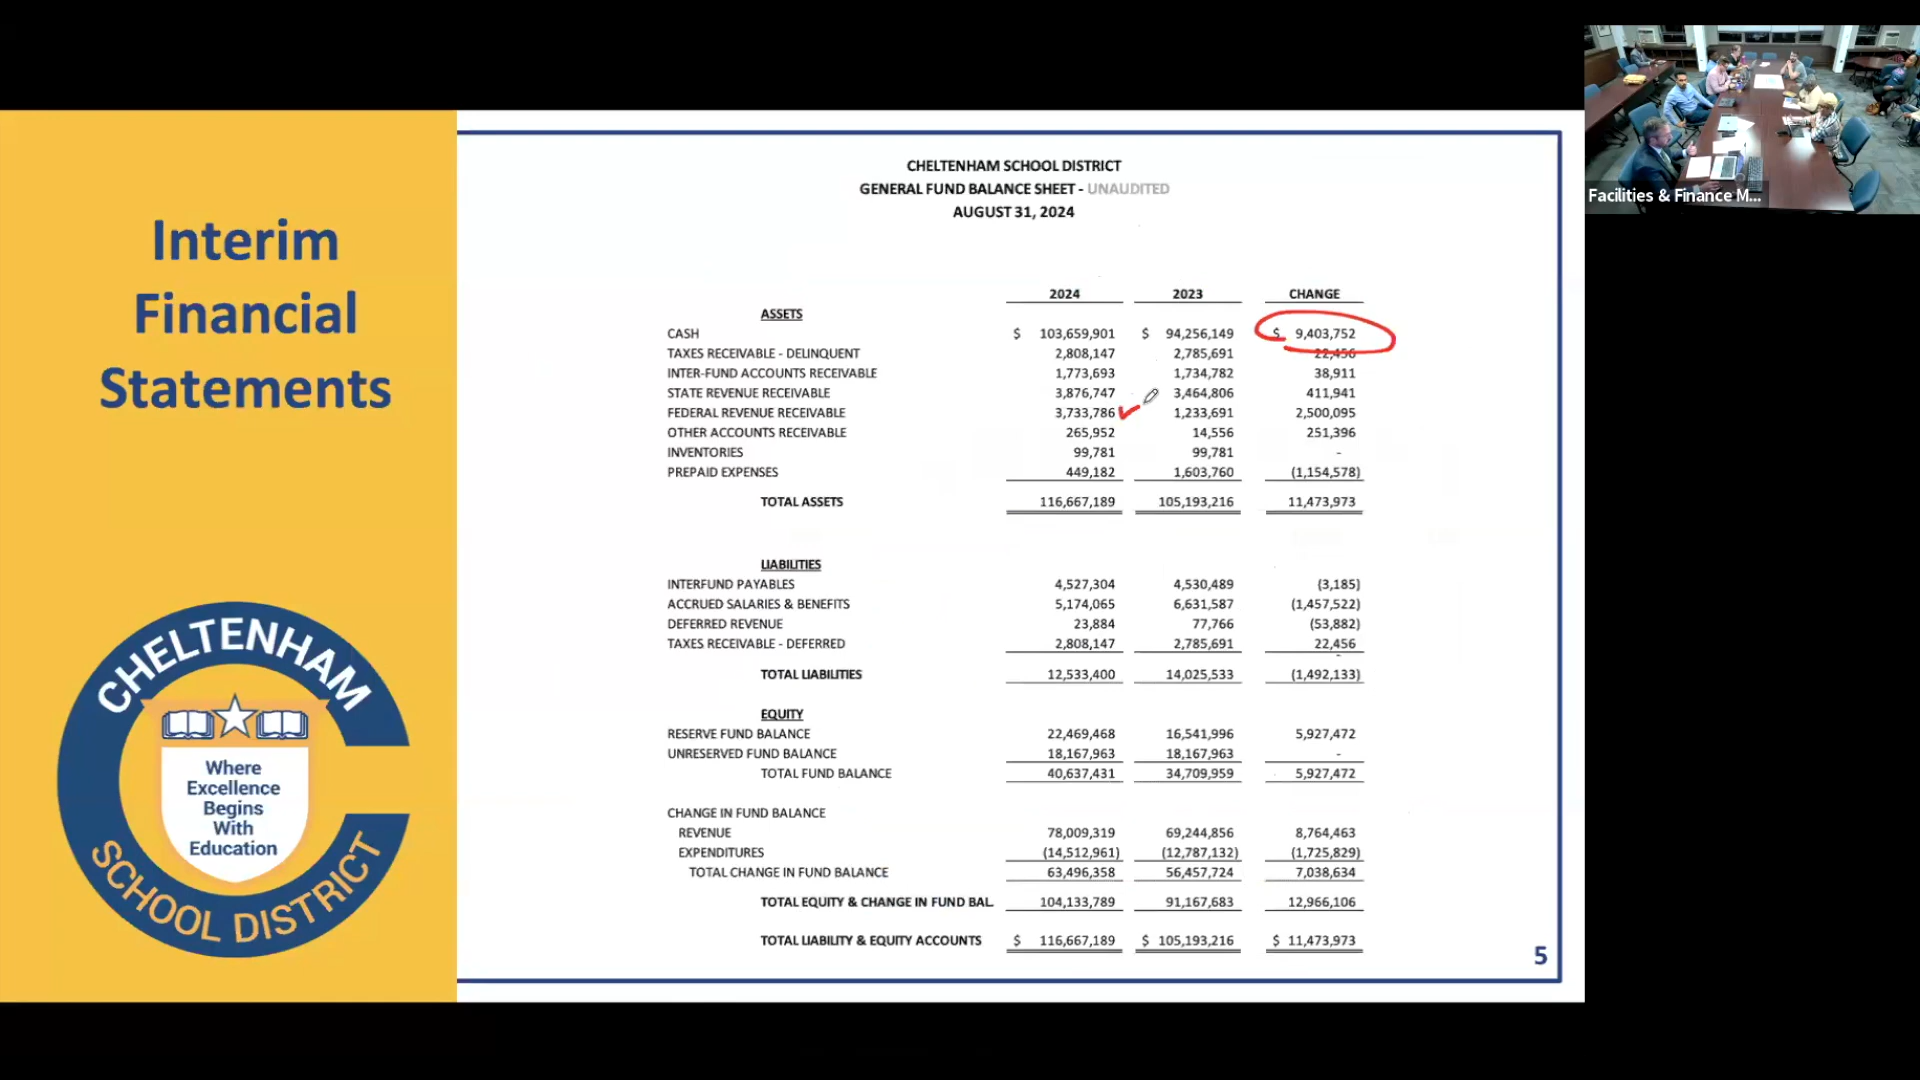 Interim
Financial
Statements
CHELTENHAM
Where
Excellence
Begins
With
Education
SCHOOL DISTRICT
CHELTENHAM SCHOOL DISTRICT
GENERAL FUND BALANCE SHEET - UNAUDITED
AUGUST 31, 2024
2024 2023 CHANGE
ASSETS
CASH $ 103,659,901 $ 94,256,149 $ 9,403,752
TAXES RECEIVABLE - DELINQUENT 2,808,147 2,785,691 22,456
INTER-FUND ACCOUNTS RECEIVABLE 1,773,693 1,734,782 38,911
STATE REVENUE RECEIVABLE 3,876,747 3,464,806 411,941
FEDERAL REVENUE RECEIVABLE 3,733,786 1,233,691 2,500,095
OTHER ACCOUNTS RECEIVABLE 265,952 14,556 251,396
INVENTORIES 99,781 99,781 -
PREPAID EXPENSES 449,182 1,603,760 (1,154,578)
TOTAL ASSETS 116,667,189 105,193,216 11,473,973
LIABILITIES
INTERFUND PAYABLES 4,527,304 4,530,489 (3,185)
ACCRUED SALARIES & BENEFITS 5,174,065 6,631,587 (1,457,522)
DEFERRED REVENUE 23,884 77,766 (53,882)
TAXES RECEIVABLE - DEFERRED 2,808,147 2,785,691 22,456
-
TOTAL LIABILITIES 12,533,400 14,025,533 (1,492,133)
EQUITY
RESERVE FUND BALANCE 22,469,468 16,541,996 5,927,472
UNRESERVED FUND BALANCE 18,167,963 18,167,963 -
TOTAL FUND BALANCE 40,637,431 34,709,959 5,927,472
CHANGE IN FUND BALANCE
REVENUE 78,009,319 69,244,856 8,764,463
EXPENDITURES (14,512,961) (12,787,132) (1,725,829)
TOTAL CHANGE IN FUND BALANCE 63,496,358 56,457,724 7,038,634
TOTAL EQUITY & CHANGE IN FUND BAL. 104,133,789 91,167,683 12,966,106
TOTAL LIABILITY & EQUITY ACCOUNTS $ 116,667,189 $ 105,193,216 $ 11,473,973
5
Facilities & Finance M...